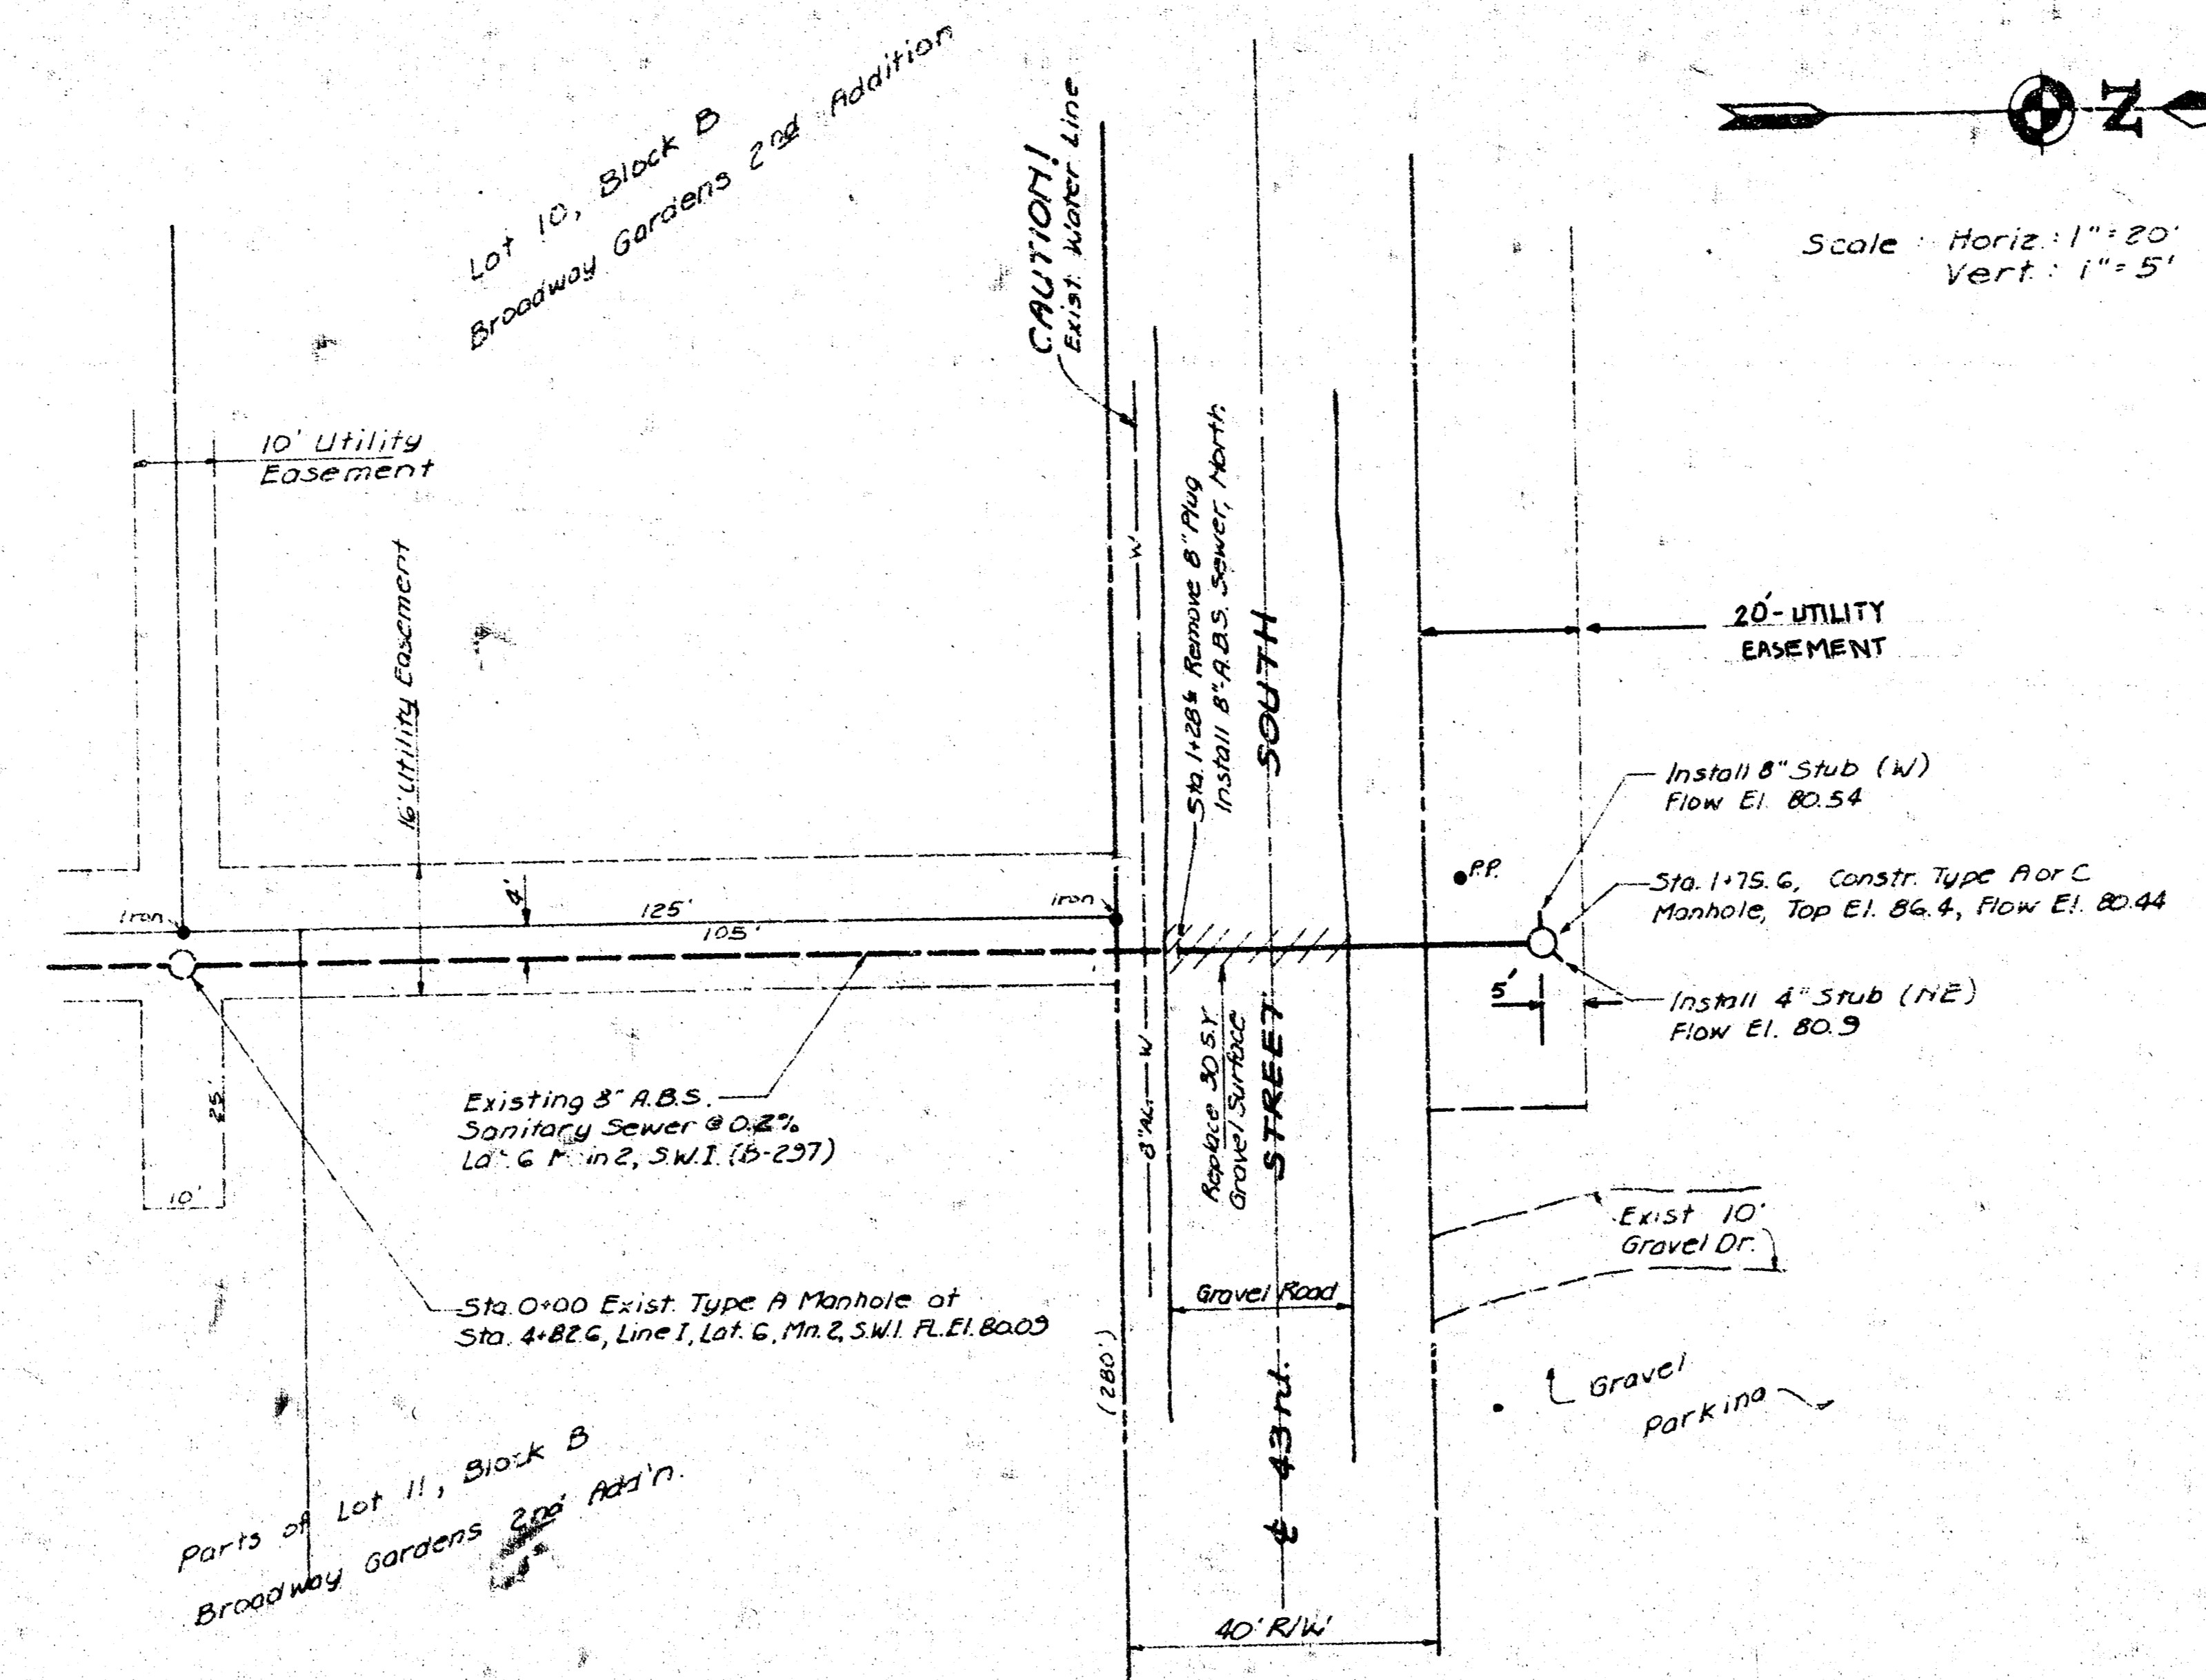 Lot 10, Block B
Broadway Gardens 2nd Addition
CAUTION!
Exist. Water Line
N
Scale : Horiz.: 1" = 20'
Vert.: 1" = 5'
10' Utility
Easement
16' Utility Easement
Sta. 1+28± Remove 8" Plug
Install 8"-A.B.S. Sewer, North.
SOUTH
W
20'-UTILITY
EASEMENT
Install 8" Stub (W)
Flow El. 80.54
P.P.
Sta. 1+75.6, Constr. Type A or C
Manhole, Top El. 86.4, Flow El. 80.44
Iron
4'
125'
105'
Iron
5'
Install 4" Stub (NE)
Flow El. 80.9
Existing 8" A.B.S.
Sanitary Sewer @ 0.2%
Lat. 6 Main 2, S.W.I. (B-297)
25'
10'
8" W
Replace 30 S.Y.
Gravel Surface
STREET
Exist 10'
Gravel Dr.
Sta. 0+00 Exist. Type A Manhole at
Sta. 4+82.6, Line I, Lat. 6, Mn. 2, S.W.I. FL. El. 80.09
Gravel Road
(280')
43rd.
℄
Gravel
Parking
Parts of Lot 11, Block B
Broadway Gardens 2nd Add'n.
40' R/W